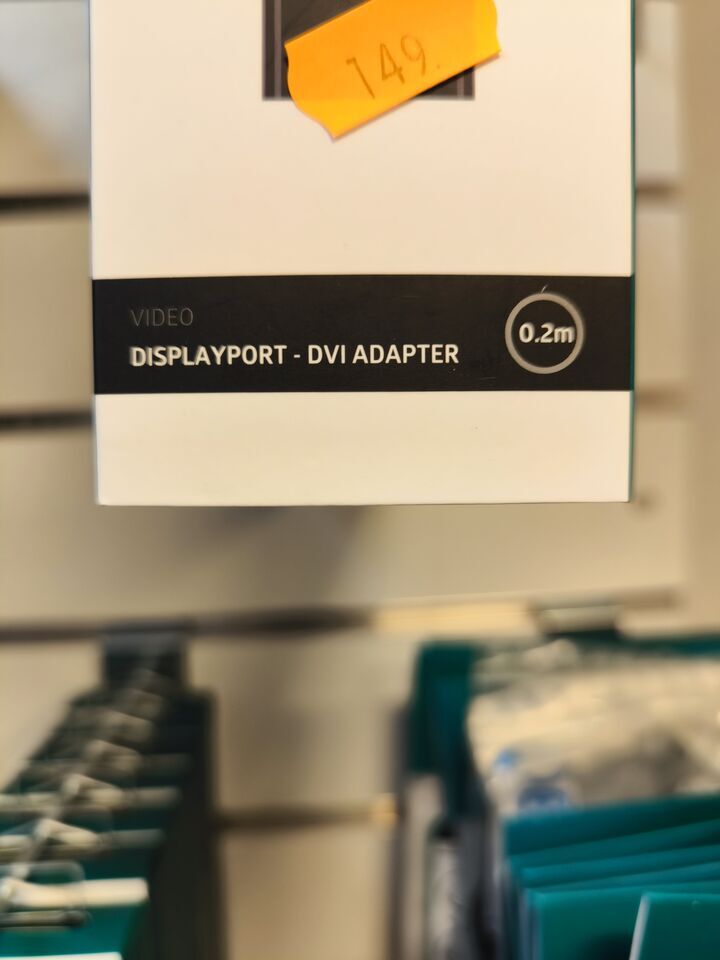 149.
VIDEO
DISPLAYPORT - DVI ADAPTER
0.2m